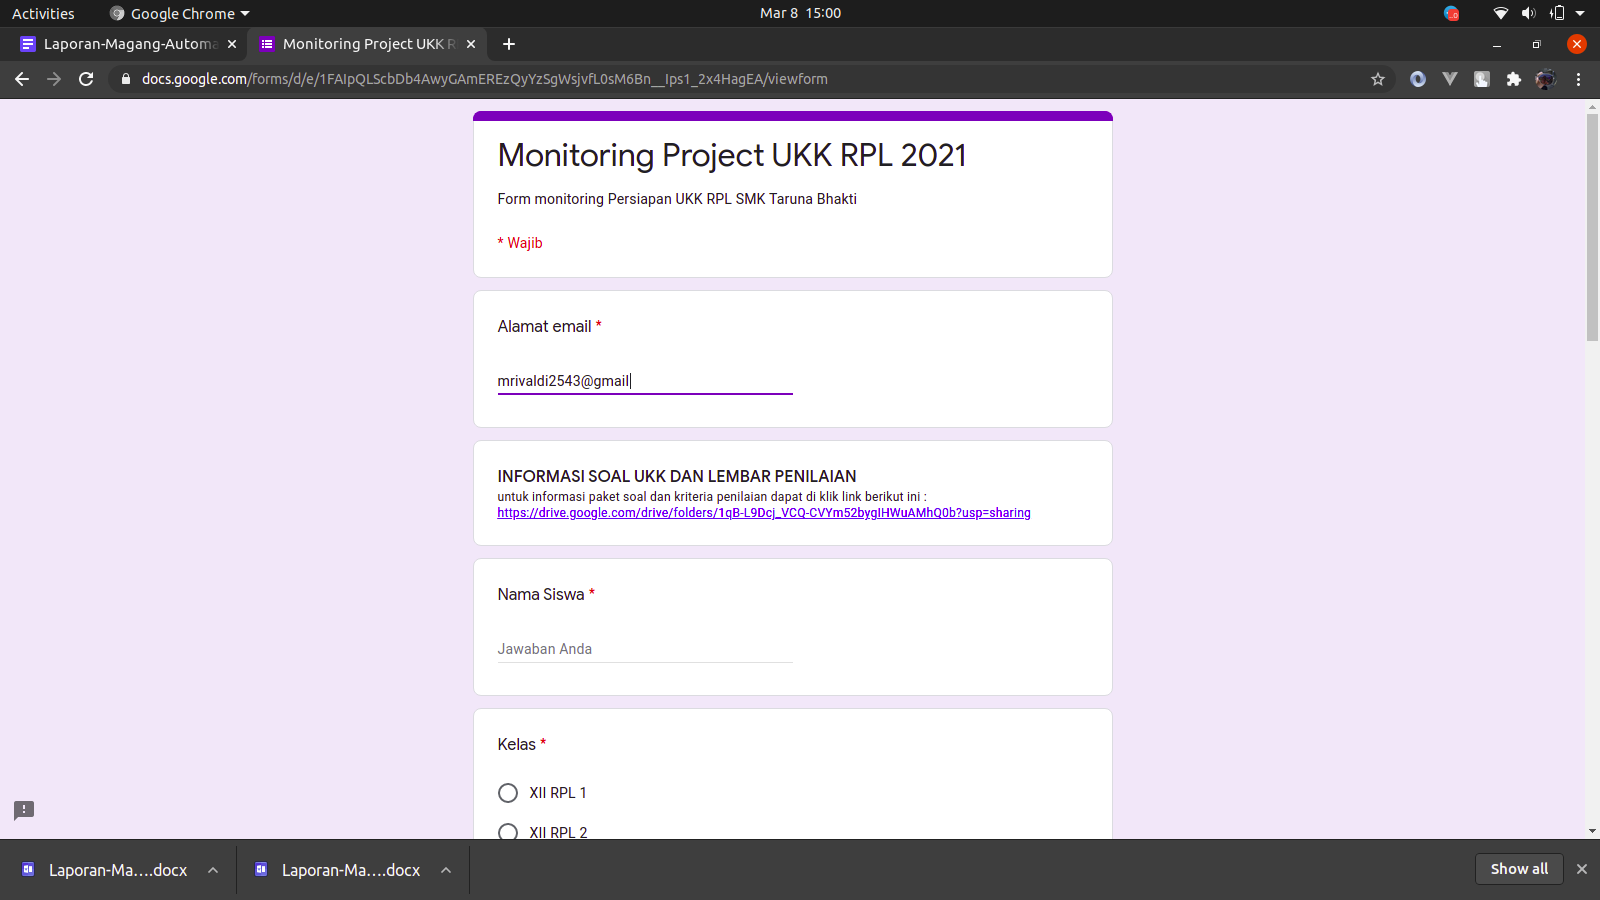 Activities
Google Chrome
Mar 8 15:00
Laporan-Magang-Automa
Monitoring Project UKK R
docs.google.com/forms/d/e/1FAIpQLScbDb4AwyGAmEREzQyYzSgWsjvfL0sM6Bn__Ips1_2x4HagEA/viewform
Monitoring Project UKK RPL 2021
Form monitoring Persiapan UKK RPL SMK Taruna Bhakti
* Wajib
Alamat email *
mrivaldi2543@gmail
INFORMASI SOAL UKK DAN LEMBAR PENILAIAN
untuk informasi paket soal dan kriteria penilaian dapat di klik link berikut ini :
https://drive.google.com/drive/folders/1qB-L9Dcj_VCQ-CVYm52bygIHWuAMhQ0b?usp=sharing
Nama Siswa *
Jawaban Anda
Kelas *
XII RPL 1
XII RPL 2
Laporan-Ma....docx
Laporan-Ma....docx
Show all